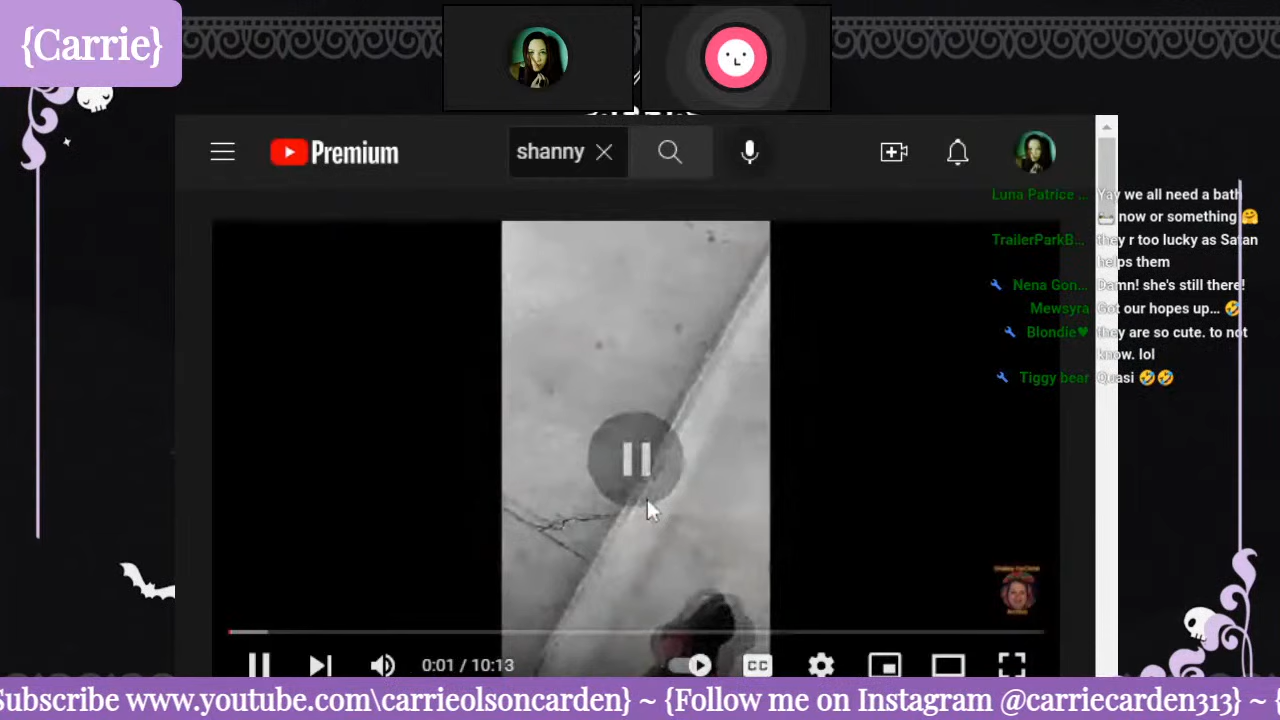 {Carrie}
Premium
shanny
Luna Patrice ... Yay we all need a bath
now or something 🤗
TrailerParkB... they r too lucky as Satan
helps them
Nena Gon... Damn! she's still there!
Mewsyra Got our hopes up... 🤣
Blondie♥ they are so cute. to not
know. lol
Tiggy bear Quasi 🤣🤣
0:01 / 10:13
CC
Subscribe www.youtube.com\carrieolsoncarden} ~ {Follow me on Instagram @carriecarden313} ~ {